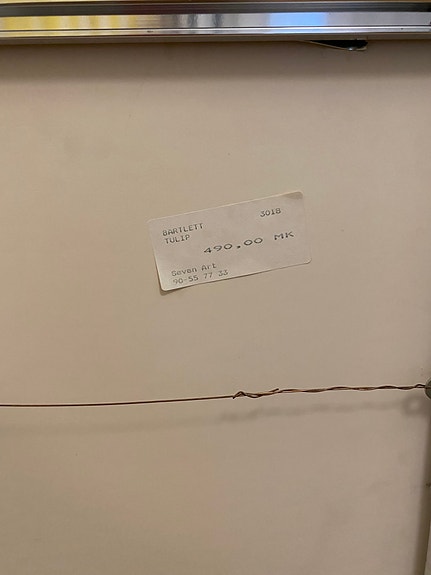 BARTLETT 3018
TULIP
490.00 MK
Seven Art
90-55 77 33